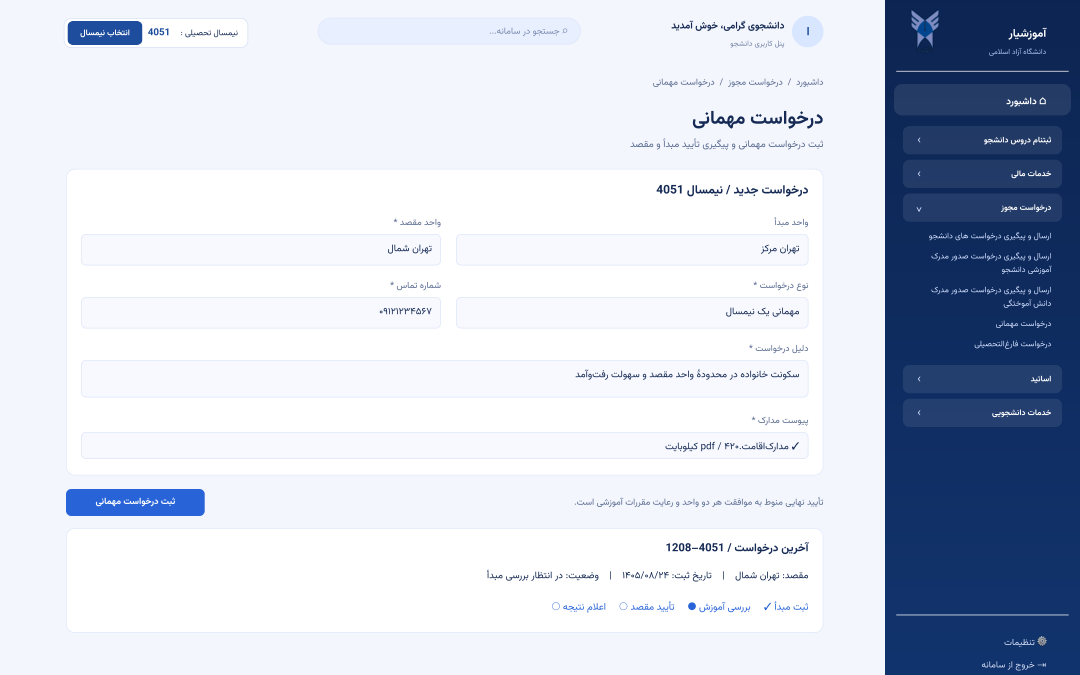 آموزشیار
دانشگاه آزاد اسلامی
داشبورد
ثبتنام دروس دانشجو
خدمات مالی
درخواست مجوز
ارسال و پیگیری درخواست های دانشجو
ارسال و پیگیری درخواست صدور مدرک
آموزشی دانشجو
ارسال و پیگیری درخواست صدور مدرک
دانش آموختگی
درخواست مهمانی
درخواست فارغ‌التحصیلی
اساتید
خدمات دانشجویی
تنظیمات
خروج از سامانه
ا
دانشجوی گرامی، خوش آمدید
پنل کاربری دانشجو
جستجو در سامانه...
نیمسال تحصیلی : 4051 انتخاب نیمسال
داشبورد / درخواست مجوز / درخواست مهمانی
درخواست مهمانی
ثبت درخواست مهمانی و پیگیری تأیید مبدأ و مقصد
درخواست جدید / نیمسال 4051
واحد مبدأ
تهران مرکز
واحد مقصد *
تهران شمال
نوع درخواست *
مهمانی یک نیمسال
شماره تماس *
۰۹۱۲۱۲۳۴۵۶۷
دلیل درخواست *
سکونت خانواده در محدودهٔ واحد مقصد و سهولت رفت‌وآمد
پیوست مدارک *
✓ مدارک‌اقامت.pdf / ۴۲۰ کیلوبایت
تأیید نهایی منوط به موافقت هر دو واحد و رعایت مقررات آموزشی است.
ثبت درخواست مهمانی
آخرین درخواست / 4051–1208
مقصد: تهران شمال | تاریخ ثبت: ۱۴۰۵/۰۸/۲۴ | وضعیت: در انتظار بررسی مبدأ
ثبت مبدأ ✓ بررسی آموزش ● تأیید مقصد ○ اعلام نتیجه ○